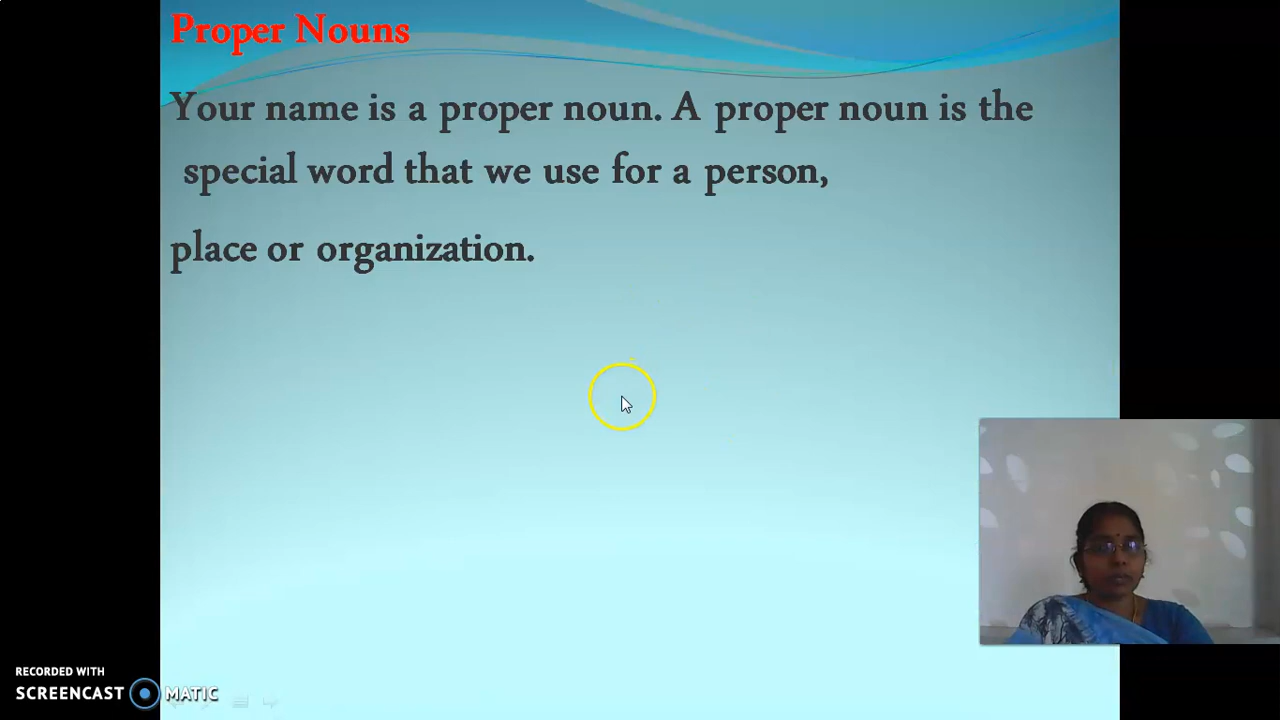 Proper Nouns
Your name is a proper noun. A proper noun is the
special word that we use for a person,
place or organization.
RECORDED WITH
SCREENCAST MATIC